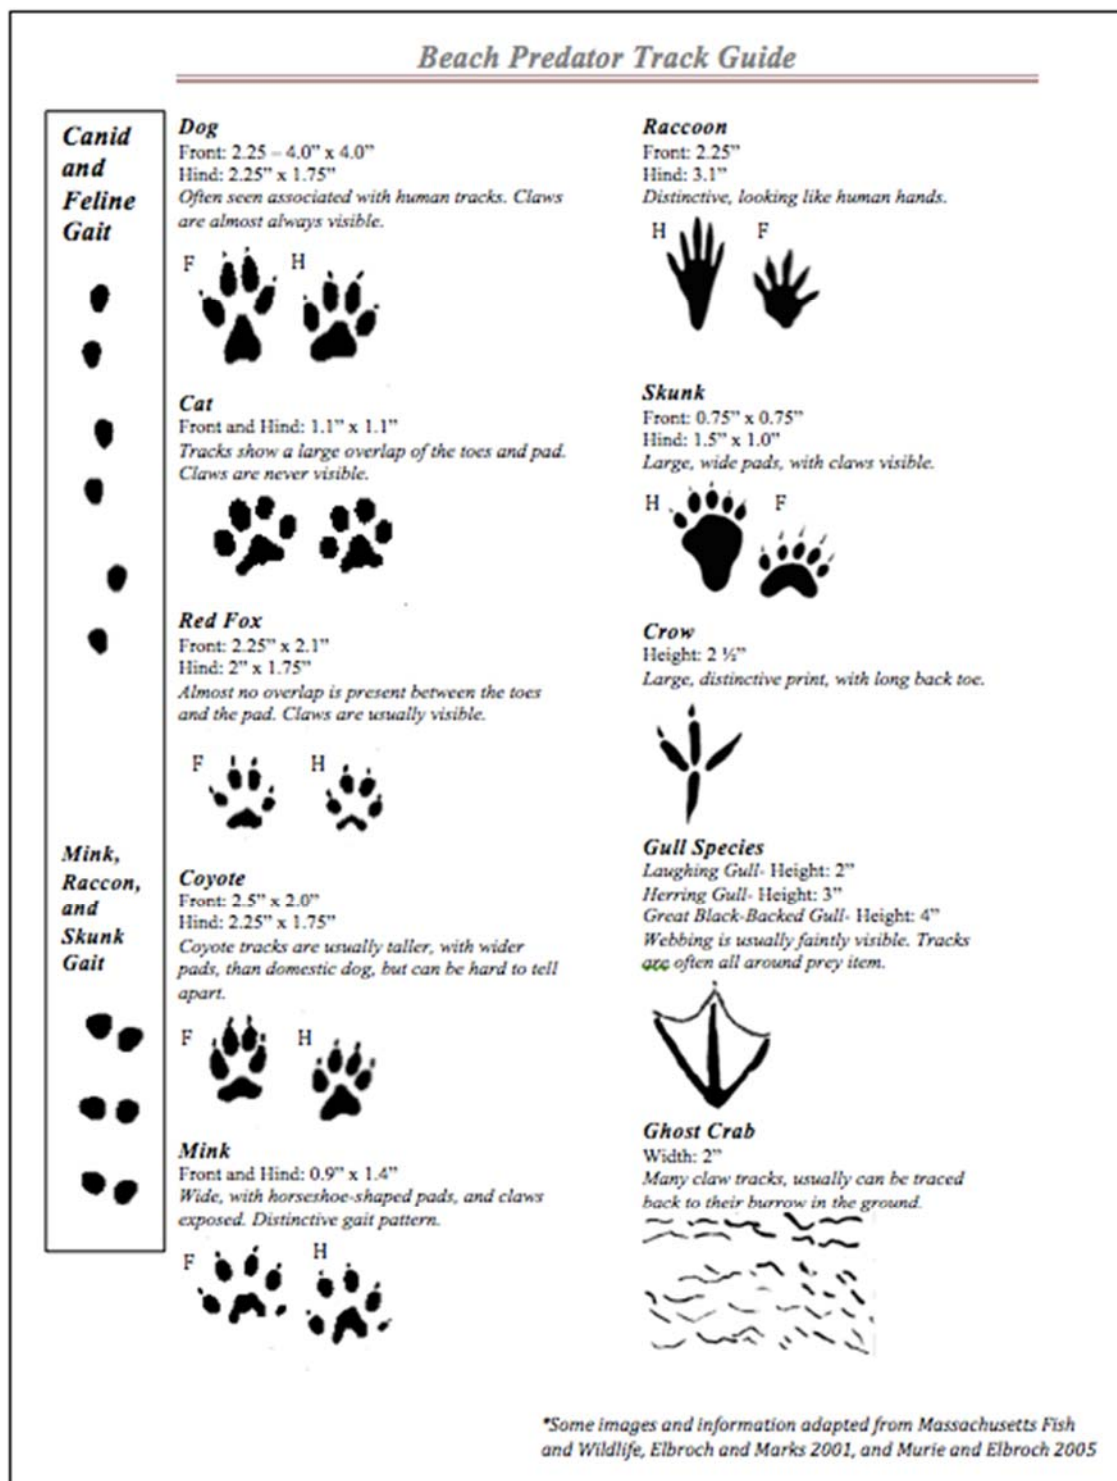 Beach Predator Track Guide
Canid
and
Feline
Gait
Mink,
Raccon,
and
Skunk
Gait
Dog
Front: 2.25 – 4.0" x 4.0"
Hind: 2.25" x 1.75"
Often seen associated with human tracks. Claws
are almost always visible.
F H
Cat
Front and Hind: 1.1" x 1.1"
Tracks show a large overlap of the toes and pad.
Claws are never visible.
Red Fox
Front: 2.25" x 2.1"
Hind: 2" x 1.75"
Almost no overlap is present between the toes
and the pad. Claws are usually visible.
F H
Coyote
Front: 2.5" x 2.0"
Hind: 2.25" x 1.75"
Coyote tracks are usually taller, with wider
pads, than domestic dog, but can be hard to tell
apart.
F H
Mink
Front and Hind: 0.9" x 1.4"
Wide, with horseshoe-shaped pads, and claws
exposed. Distinctive gait pattern.
F H
Raccoon
Front: 2.25"
Hind: 3.1"
Distinctive, looking like human hands.
H F
Skunk
Front: 0.75" x 0.75"
Hind: 1.5" x 1.0"
Large, wide pads, with claws visible.
H F
Crow
Height: 2 ½"
Large, distinctive print, with long back toe.
Gull Species
Laughing Gull- Height: 2"
Herring Gull- Height: 3"
Great Black-Backed Gull- Height: 4"
Webbing is usually faintly visible. Tracks
are often all around prey item.
Ghost Crab
Width: 2"
Many claw tracks, usually can be traced
back to their burrow in the ground.
*Some images and information adapted from Massachusetts Fish
and Wildlife, Elbroch and Marks 2001, and Murie and Elbroch 2005